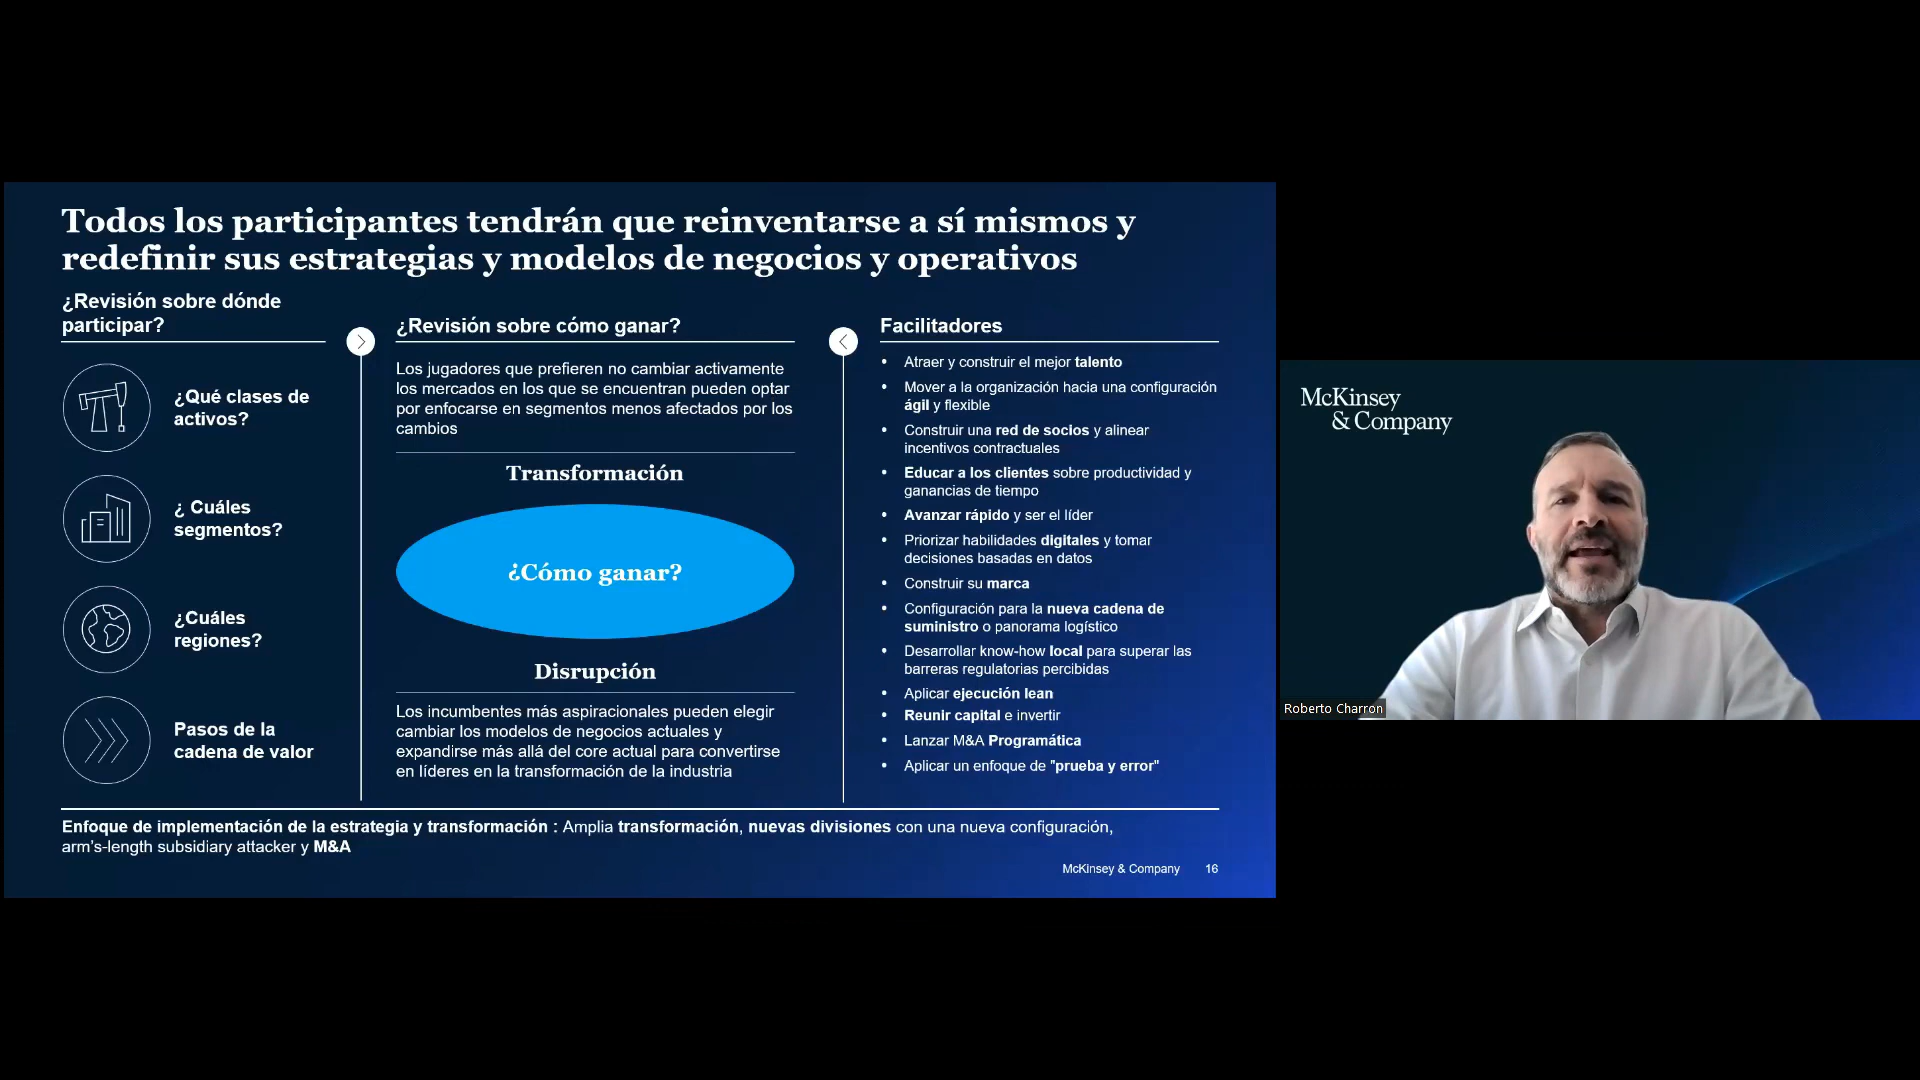 Todos los participantes tendrán que reinventarse a sí mismos y
redefinir sus estrategias y modelos de negocios y operativos
¿Revisión sobre dónde
participar?
¿Qué clases de
activos?
¿ Cuáles
segmentos?
¿Cuáles
regiones?
Pasos de la
cadena de valor
¿Revisión sobre cómo ganar?
Los jugadores que prefieren no cambiar activamente
los mercados en los que se encuentran pueden optar
por enfocarse en segmentos menos afectados por los
cambios
Transformación
¿Cómo ganar?
Disrupción
Los incumbentes más aspiracionales pueden elegir
cambiar los modelos de negocios actuales y
expandirse más allá del core actual para convertirse
en líderes en la transformación de la industria
Facilitadores
• Atraer y construir el mejor talento
• Mover a la organización hacia una configuración
ágil y flexible
• Construir una red de socios y alinear
incentivos contractuales
• Educar a los clientes sobre productividad y
ganancias de tiempo
• Avanzar rápido y ser el líder
• Priorizar habilidades digitales y tomar
decisiones basadas en datos
• Construir su marca
• Configuración para la nueva cadena de
suministro o panorama logístico
• Desarrollar know-how local para superar las
barreras regulatorias percibidas
• Aplicar ejecución lean
• Reunir capital e invertir
• Lanzar M&A Programática
• Aplicar un enfoque de "prueba y error"
Enfoque de implementación de la estrategia y transformación : Amplia transformación, nuevas divisiones con una nueva configuración,
arm's-length subsidiary attacker y M&A
McKinsey & Company 16
McKinsey
& Company
Roberto Charron